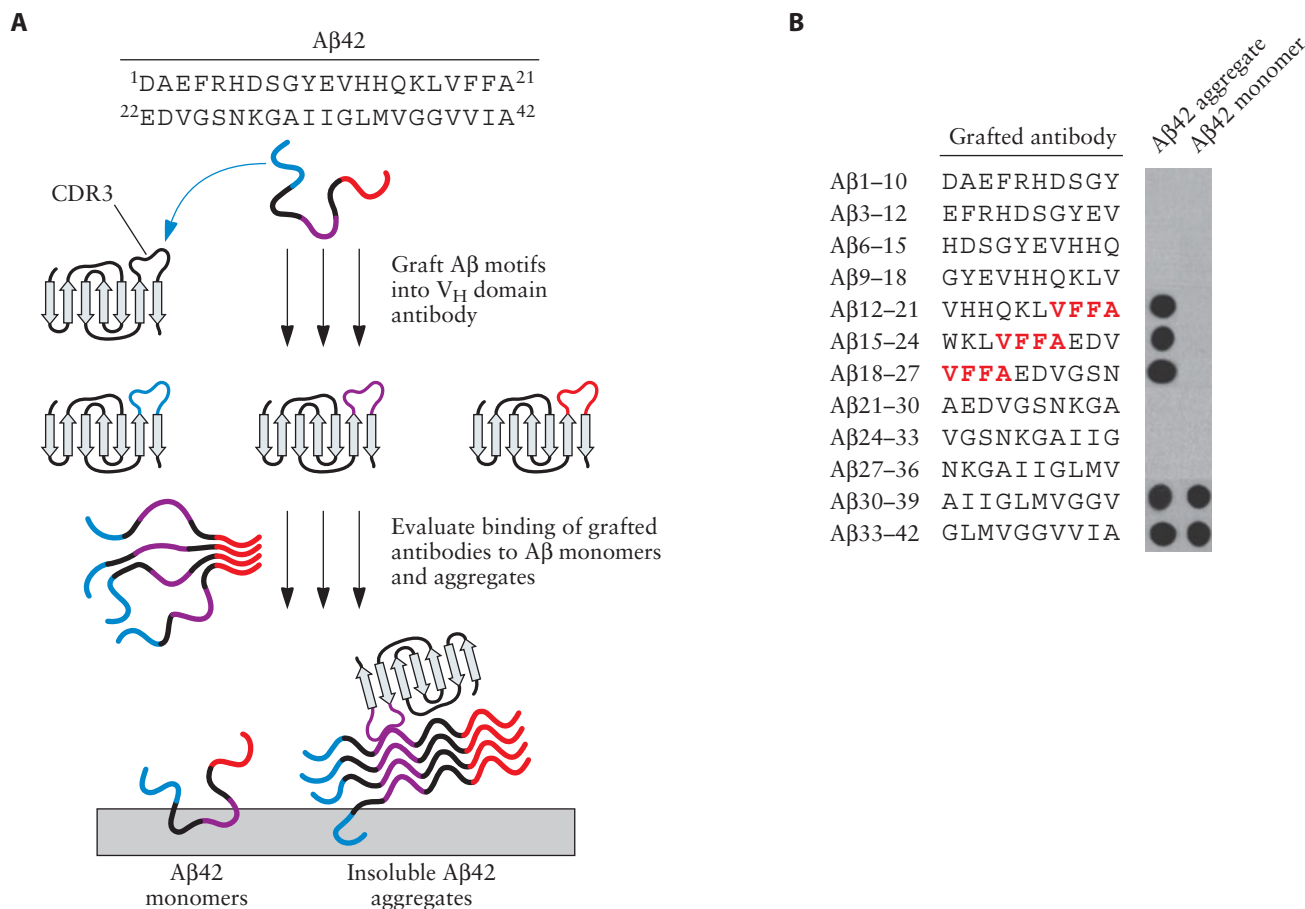 A
Aβ42
¹DAEFRHDSGYEVHHQKLVFFA²¹
²²EDVGSNKGAIIGLMVGGVVIA⁴²
CDR3
Graft Aβ motifs
into V_H domain
antibody
Evaluate binding of grafted
antibodies to Aβ monomers
and aggregates
Aβ42
monomers
Insoluble Aβ42
aggregates
B
Aβ42 aggregate
Aβ42 monomer
Grafted antibody
Aβ1–10 DAEFRHDSGY
Aβ3–12 EFRHDSGYEV
Aβ6–15 HDSGYEVHHQ
Aβ9–18 GYEVHHQKLV
Aβ12–21 VHHQKLVFFA
Aβ15–24 WKLVFFAEDV
Aβ18–27 VFFAEDVGSN
Aβ21–30 AEDVGSNKGA
Aβ24–33 VGSNKGAIIG
Aβ27–36 NKGAIIGLMV
Aβ30–39 AIIGLMVGGV
Aβ33–42 GLMVGGVVIA